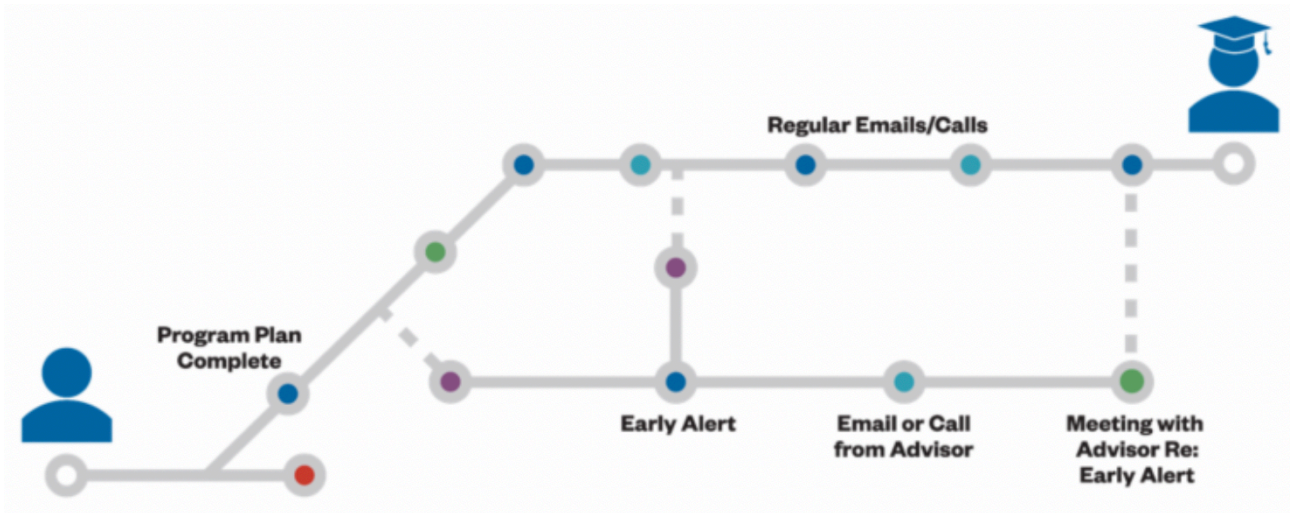 Regular Emails/Calls
Program Plan
Complete
Early Alert
Email or Call
from Advisor
Meeting with
Advisor Re:
Early Alert